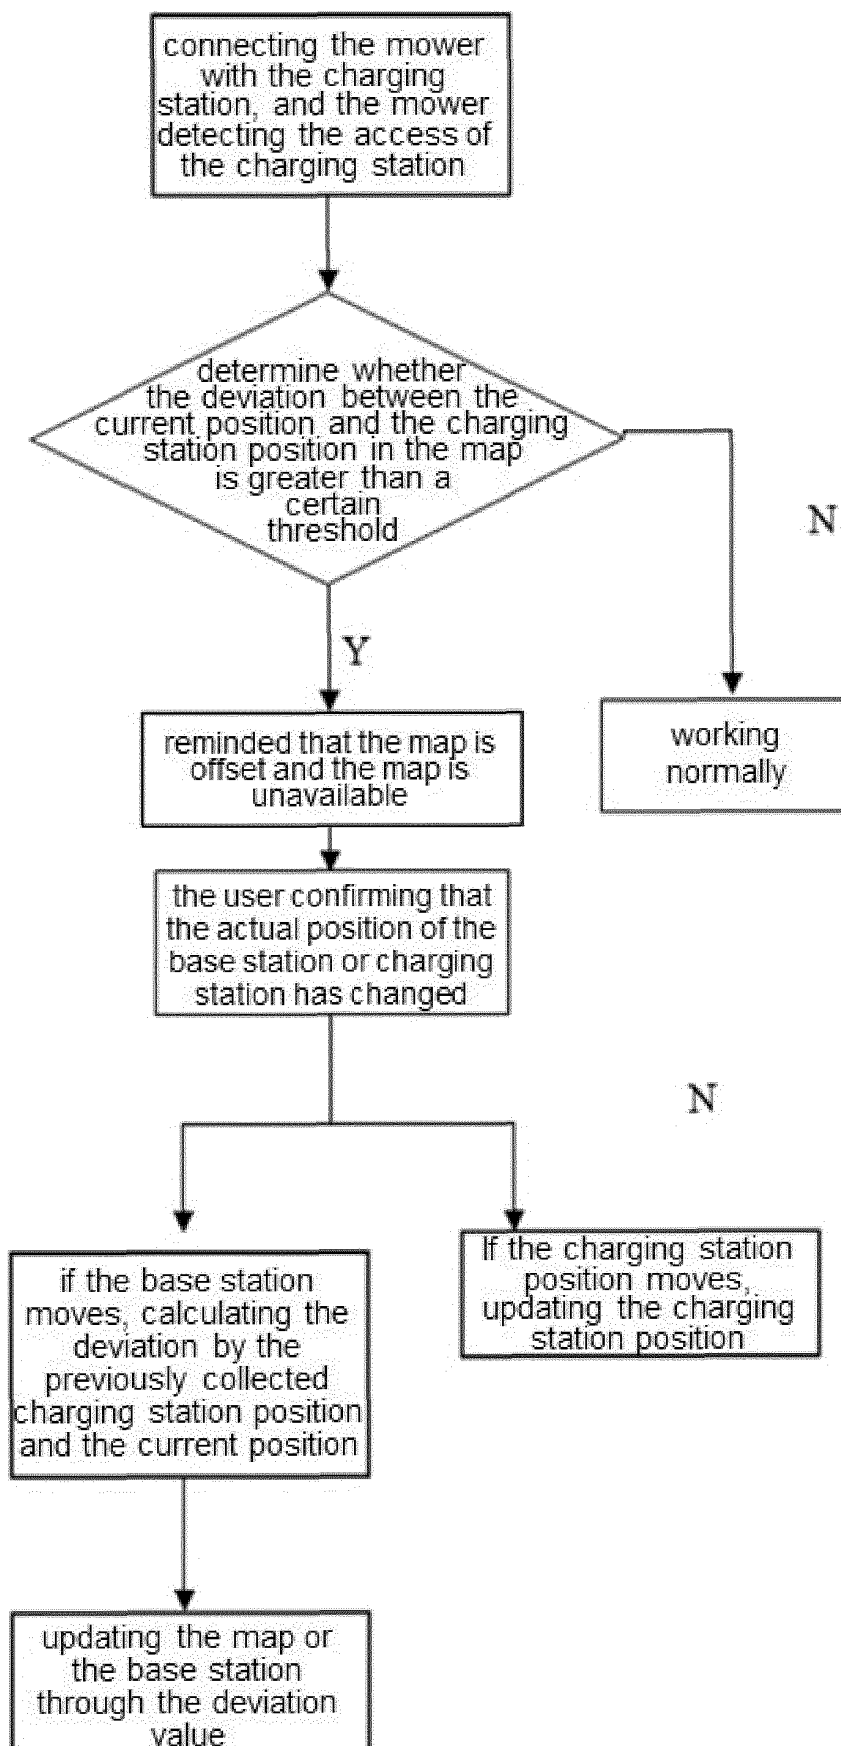 connecting the mower
with the charging
station, and the mower
detecting the access of
the charging station
determine whether
the deviation between the
current position and the charging
station position in the map
is greater than a
certain
threshold
N
Y
reminded that the map is
offset and the map is
unavailable
working
normally
the user confirming that
the actual position of the
base station or charging
station has changed
N
if the base station
moves, calculating the
deviation by the
previously collected
charging station position
and the current position
If the charging station
position moves,
updating the charging
station position
updating the map or
the base station
through the deviation
value